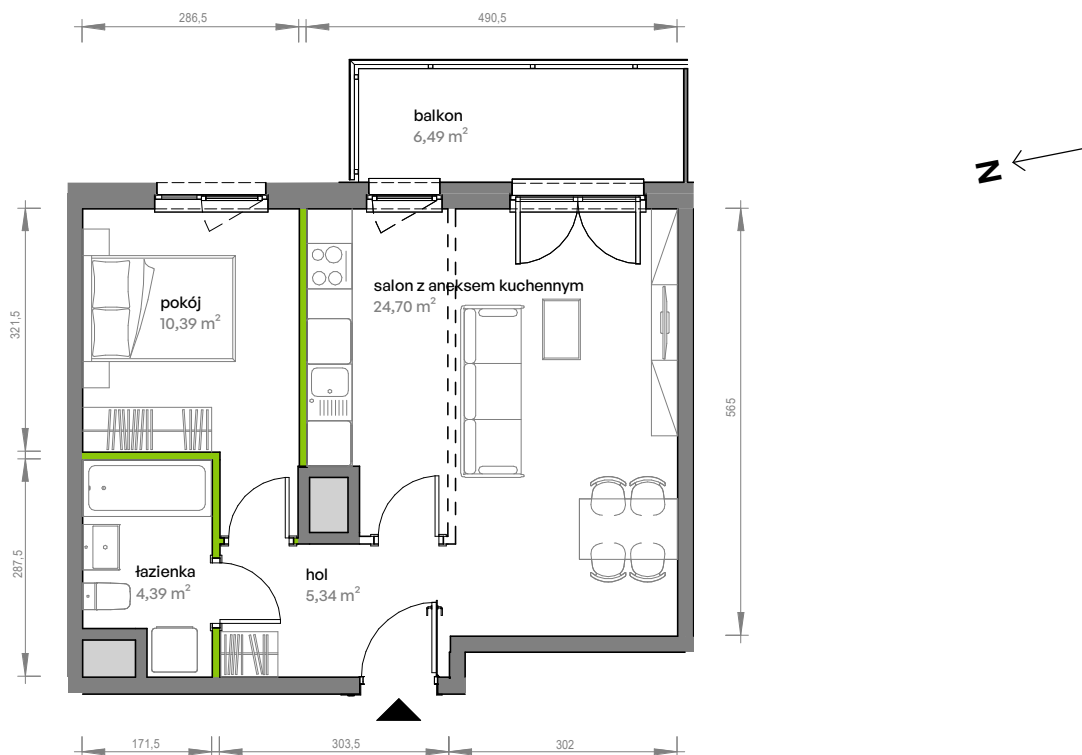 286,5
490,5
balkon
6,49 m²
N
salon z aneksem kuchennym
24,70 m²
pokój
10,39 m²
321,5
565
287,5
łazienka
4,39 m²
hol
5,34 m²
171,5
303,5
302